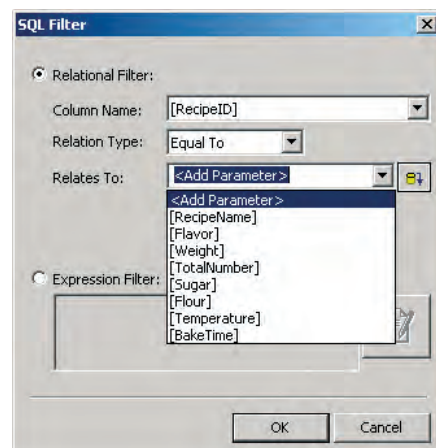 SQL Filter
Relational Filter:
Column Name: [RecipeID]
Relation Type: Equal To
Relates To: <Add Parameter>
<Add Parameter>
[RecipeName]
[Flavor]
[Weight]
[TotalNumber]
[Sugar]
Expression Filter:
[Flour]
[Temperature]
[BakeTime]
OK Cancel